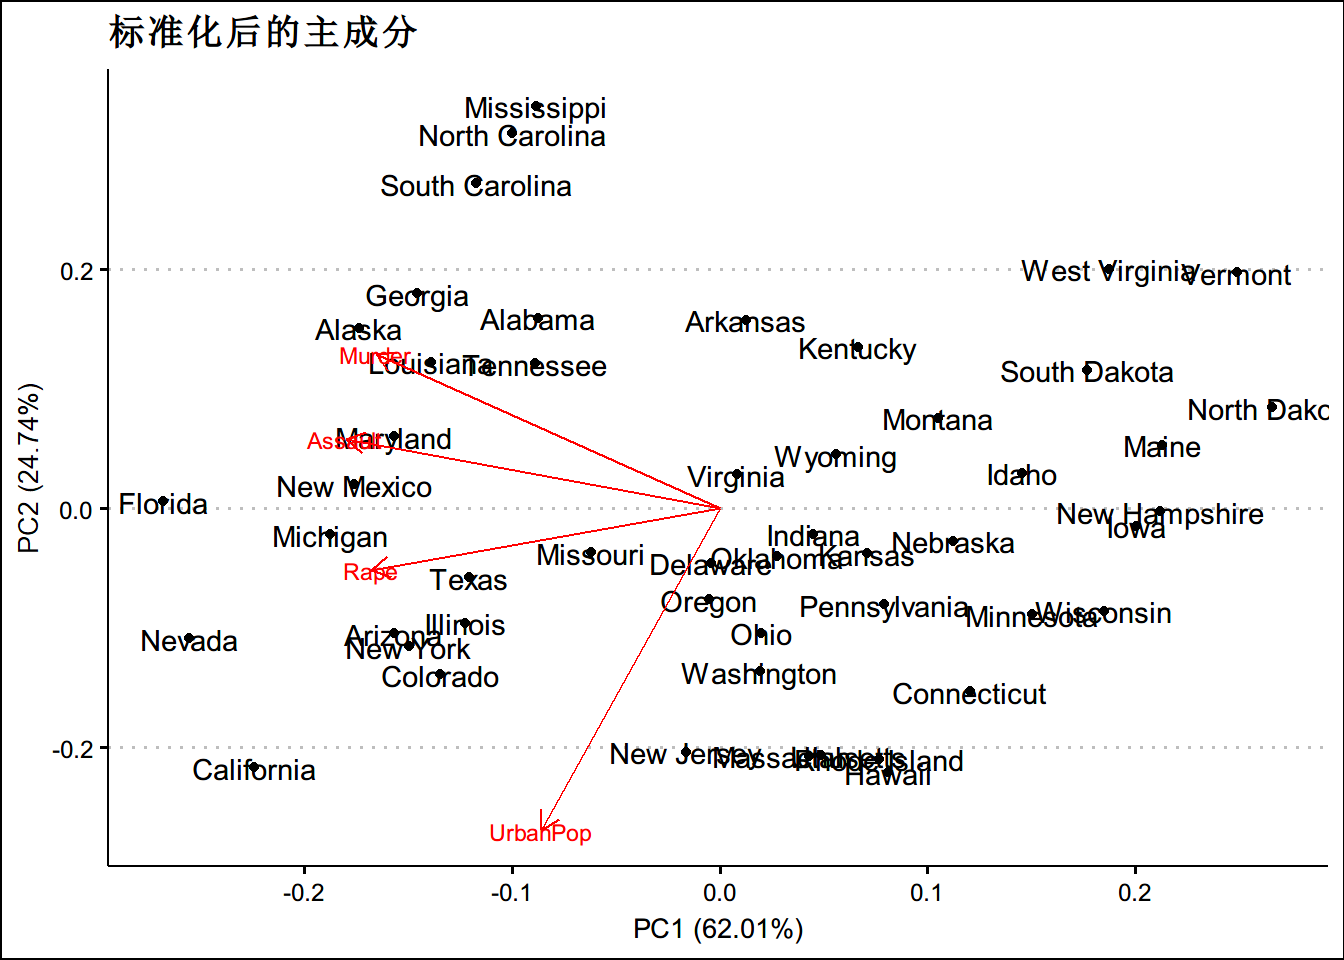 标准化后的主成分
Mississippi
North Carolina
South Carolina
0.2
West Virginia
Vermont
Georgia
Alabama
Arkansas
Alaska
Kentucky
Murder
Louisiana
Tennessee
South Dakota
North Dako
Montana
Assault
Maryland
Maine
Wyoming
Idaho
Virginia
New Mexico
Florida
0.0
New Hampshire
Iowa
Michigan
Indiana
Nebraska
Missouri
Delaware
Oklahoma
Kansas
Rape
Texas
Oregon
Pennsylvania
Minnesota
Wisconsin
Illinois
Arizona
New York
Nevada
Ohio
Colorado
Washington
Connecticut
-0.2
New Jersey
Massachusetts
Utah
Rhode Island
Hawaii
California
UrbanPop
-0.2
-0.1
0.0
0.1
0.2
PC1 (62.01%)
PC2 (24.74%)